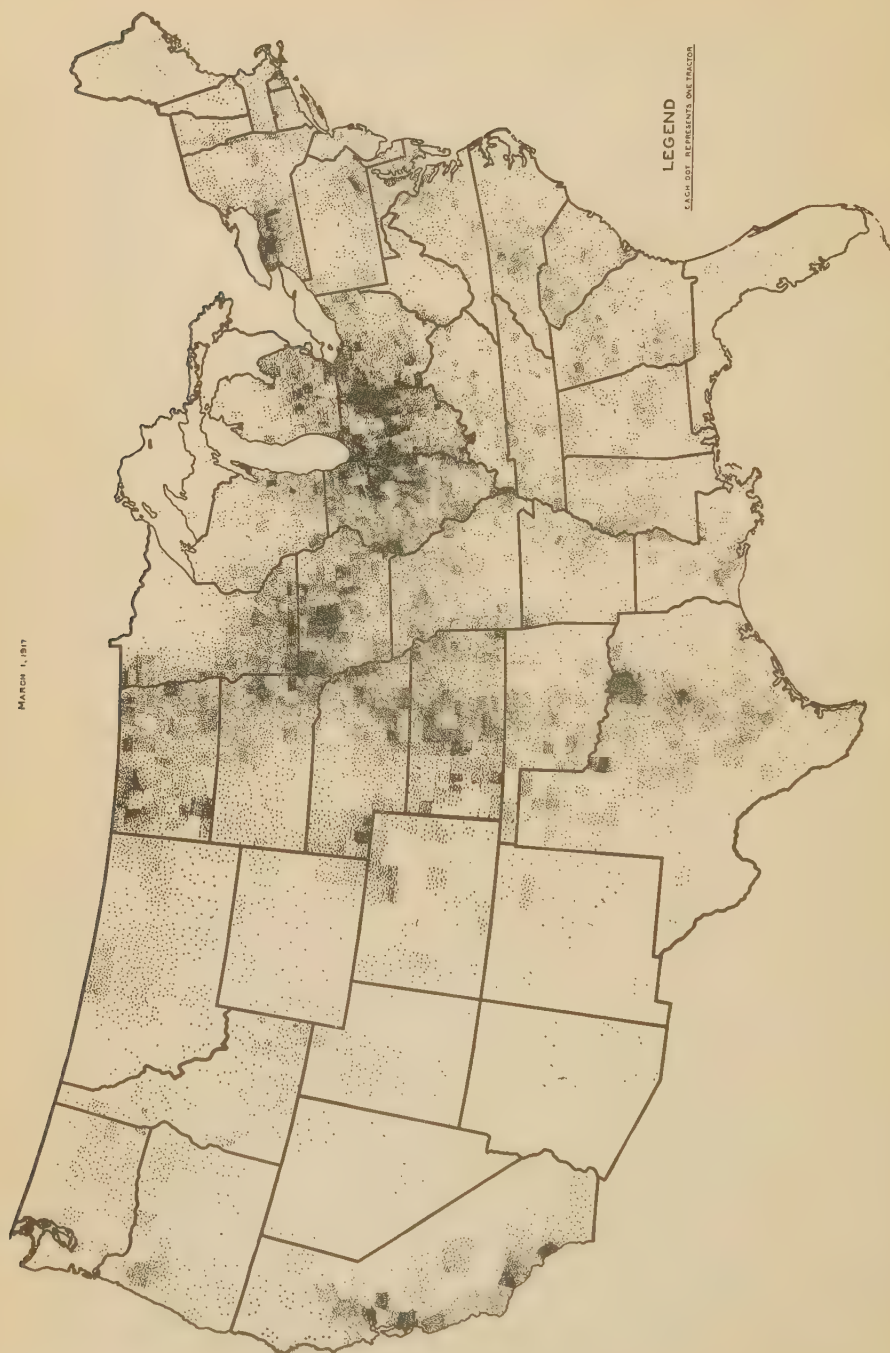 MARCH 1, 1917
LEGEND
EACH DOT REPRESENTS ONE TRACTOR